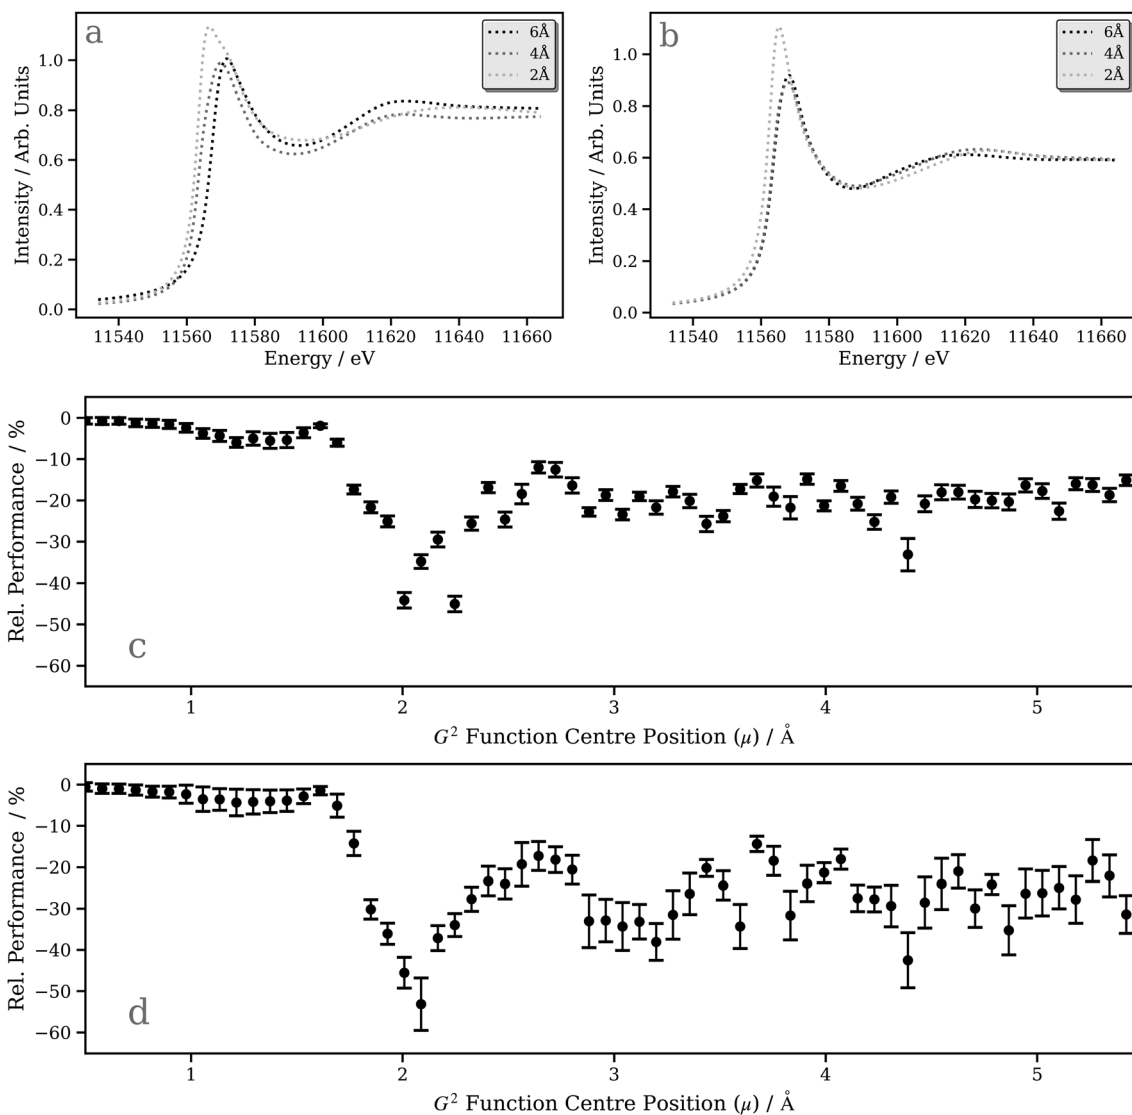 a
6Å
4Å
2Å
1.0
0.8
0.6
0.4
0.2
0.0
Intensity / Arb. Units
11540 11560 11580 11600 11620 11640 11660
Energy / eV
b
6Å
4Å
2Å
1.0
0.8
0.6
0.4
0.2
0.0
Intensity / Arb. Units
11540 11560 11580 11600 11620 11640 11660
Energy / eV
0
−10
−20
−30
−40
−50
−60
Rel. Performance / %
c
1 2 3 4 5
G² Function Centre Position (μ) / Å
0
−10
−20
−30
−40
−50
−60
Rel. Performance / %
d
1 2 3 4 5
G² Function Centre Position (μ) / Å